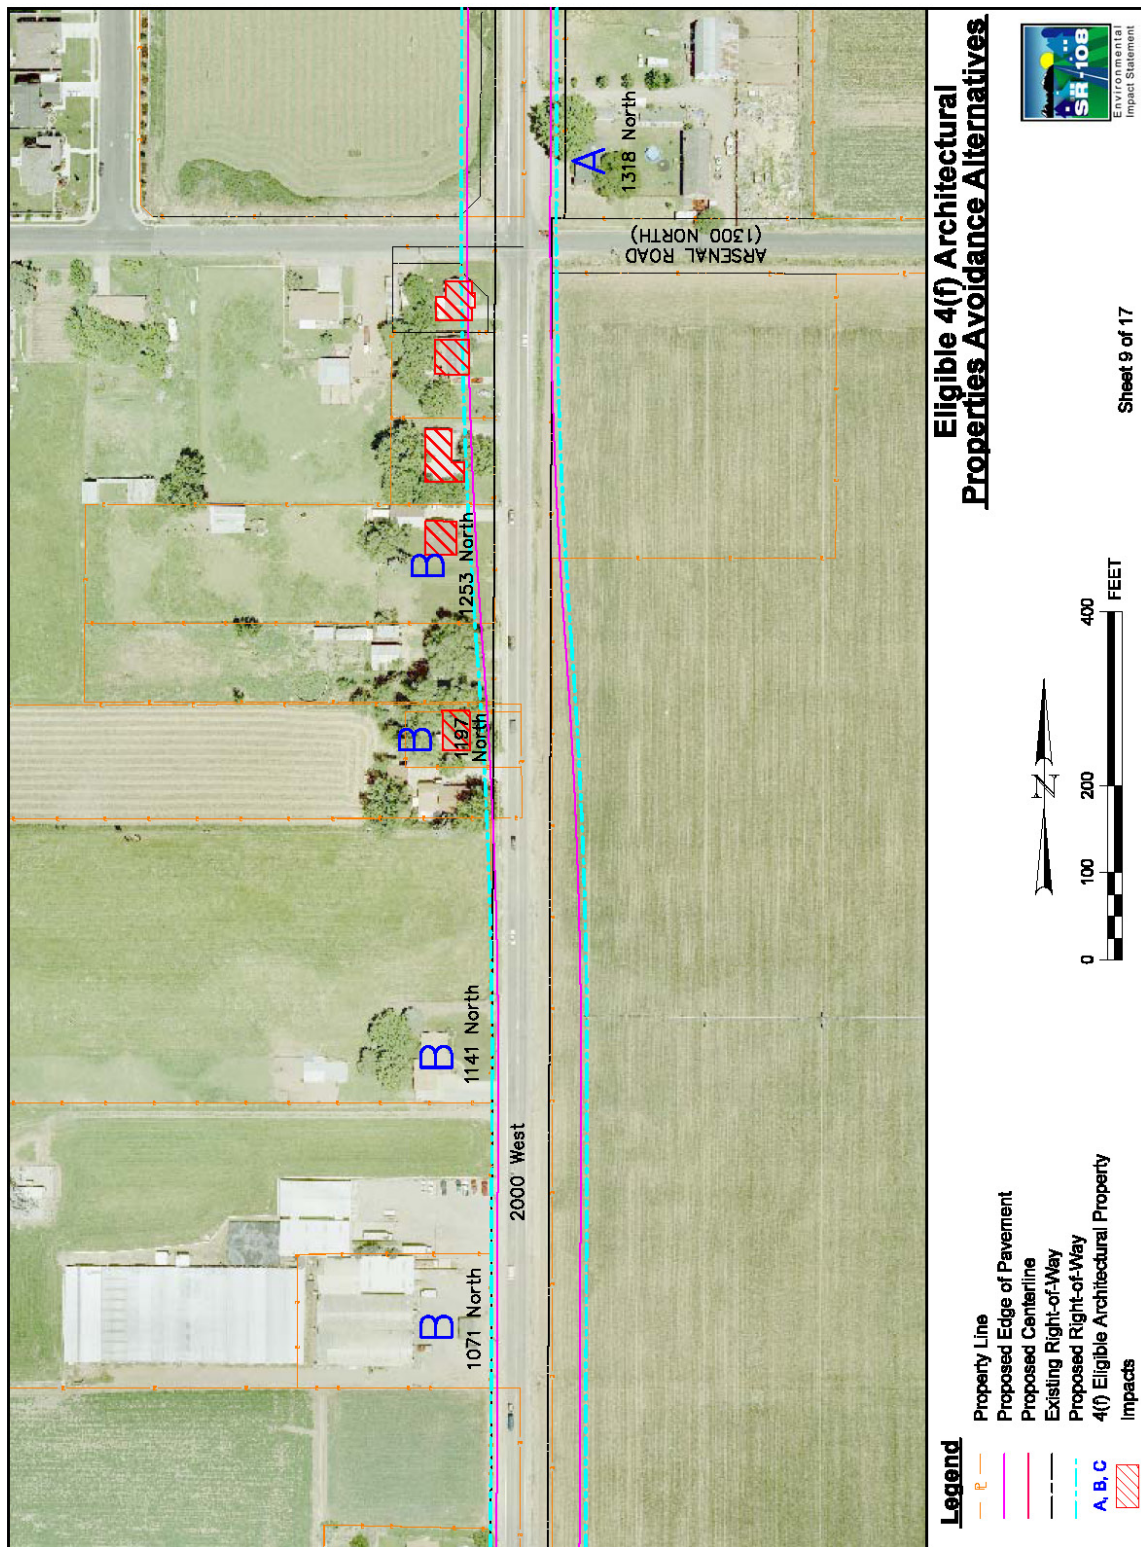 1318 North
A
ARSENAL ROAD
(1300 NORTH)
B
1253 North
B
1197
North
B
1141 North
2000 West
B
1071 North
Eligible 4(f) Architectural
Properties Avoidance Alternatives
SR-108
Environmental
Impact Statement
Sheet 9 of 17
N
0 100 200 400
FEET
Legend
P Property Line
Proposed Edge of Pavement
Proposed Centerline
Existing Right-of-Way
Proposed Right-of-Way
A, B, C 4(f) Eligible Architectural Property
Impacts